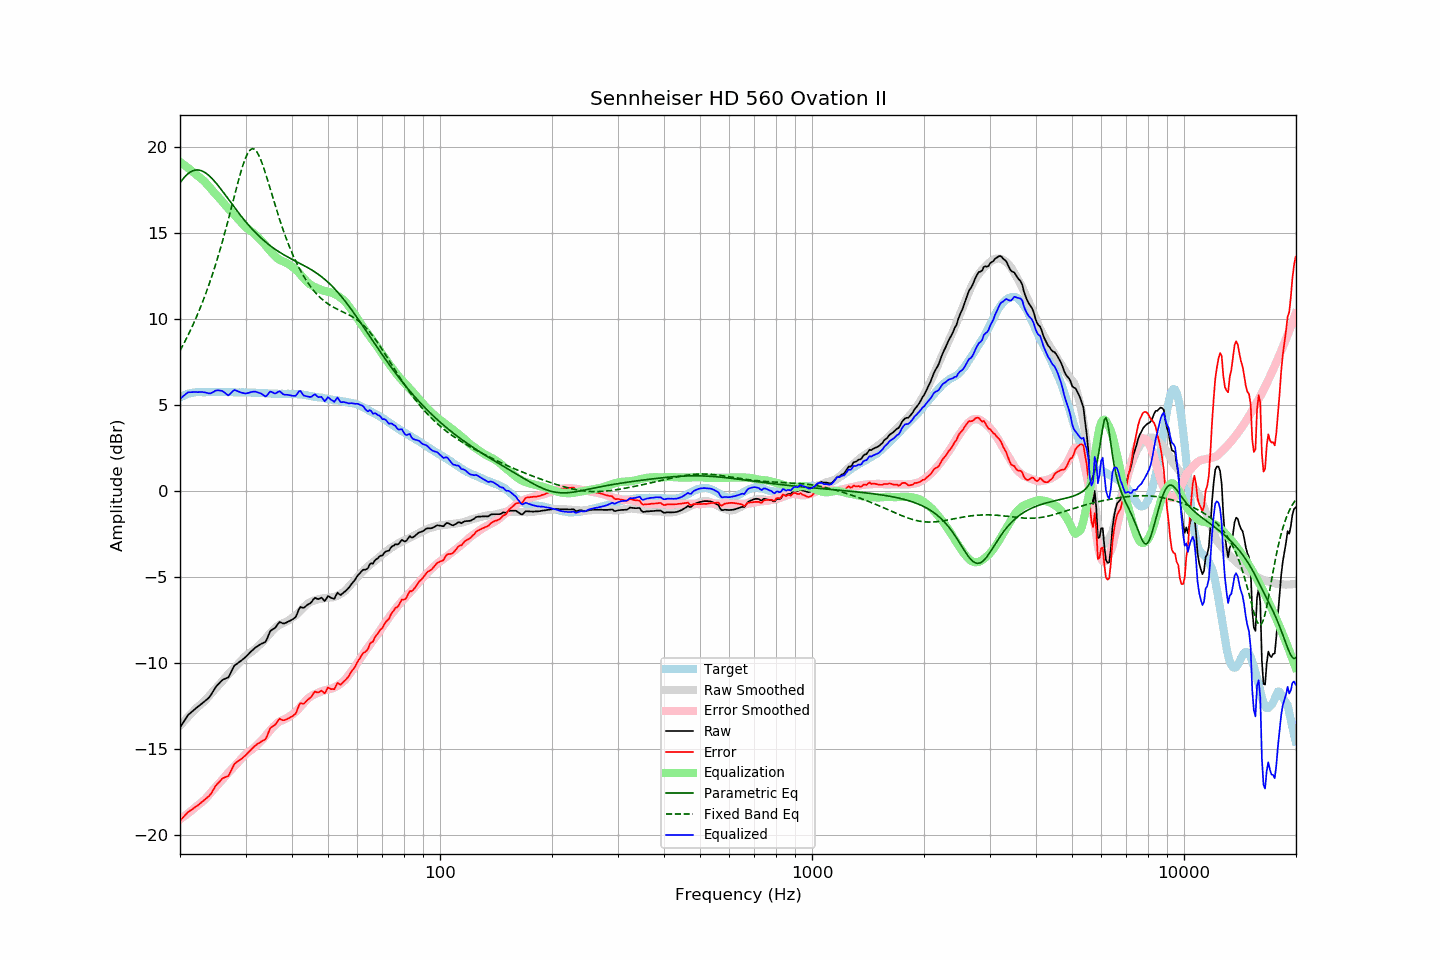 Sennheiser HD 560 Ovation II
Amplitude (dBr)
20
15
10
5
0
−5
−10
−15
−20
Target
Raw Smoothed
Error Smoothed
Raw
Error
Equalization
Parametric Eq
Fixed Band Eq
Equalized
100
1000
10000
Frequency (Hz)